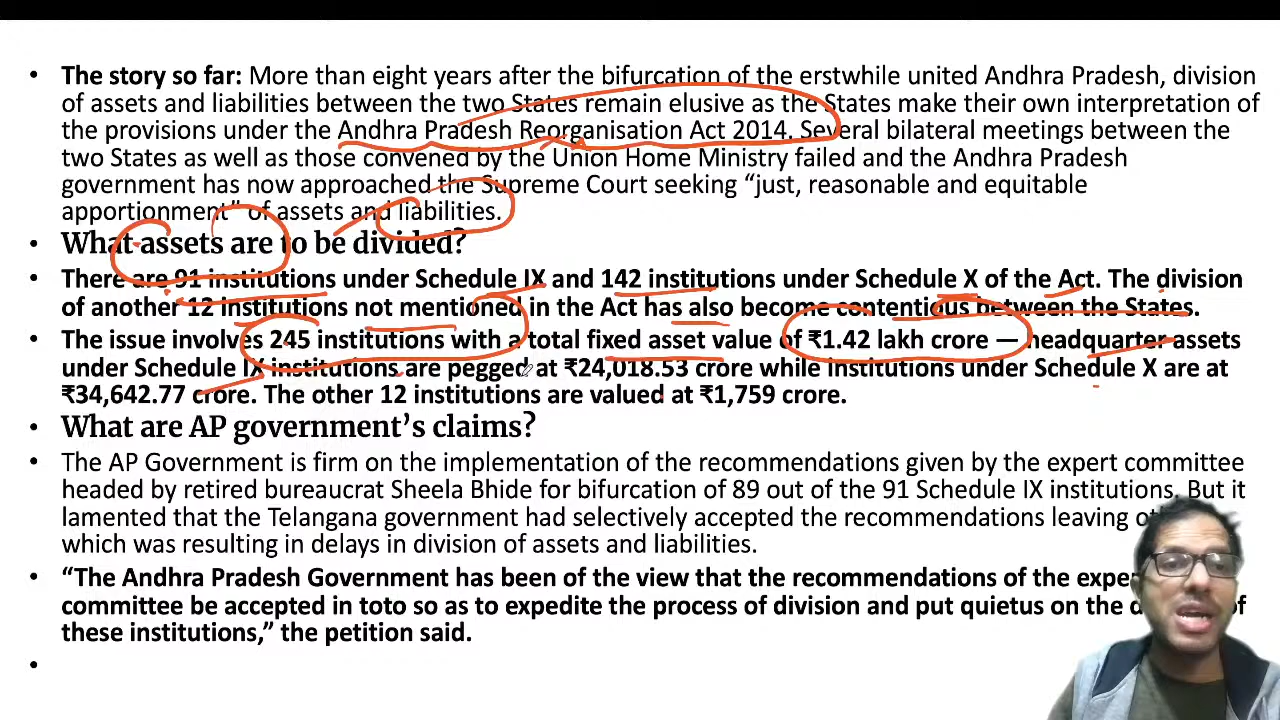 • The story so far: More than eight years after the bifurcation of the erstwhile united Andhra Pradesh, division
of assets and liabilities between the two States remain elusive as the States make their own interpretation of
the provisions under the Andhra Pradesh Reorganisation Act 2014. Several bilateral meetings between the
two States as well as those convened by the Union Home Ministry failed and the Andhra Pradesh
government has now approached the Supreme Court seeking “just, reasonable and equitable
apportionment” of assets and liabilities.
• What assets are to be divided?
• There are 91 institutions under Schedule IX and 142 institutions under Schedule X of the Act. The division
of another 12 institutions not mentioned in the Act has also become contentious between the States.
• The issue involves 245 institutions with a total fixed asset value of ₹1.42 lakh crore — headquarter assets
under Schedule IX institutions are pegged at ₹24,018.53 crore while institutions under Schedule X are at
₹34,642.77 crore. The other 12 institutions are valued at ₹1,759 crore.
• What are AP government’s claims?
• The AP Government is firm on the implementation of the recommendations given by the expert committee
headed by retired bureaucrat Sheela Bhide for bifurcation of 89 out of the 91 Schedule IX institutions. But it
lamented that the Telangana government had selectively accepted the recommendations leaving
which was resulting in delays in division of assets and liabilities.
• “The Andhra Pradesh Government has been of the view that the recommendations of the
committee be accepted in toto so as to expedite the process of division and put quietus on the of
these institutions,” the petition said.
•